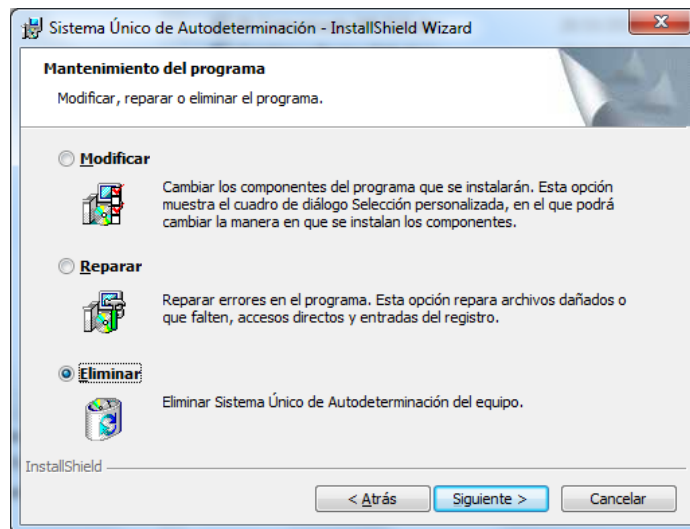 Sistema Único de Autodeterminación - InstallShield Wizard
Mantenimiento del programa
Modificar, reparar o eliminar el programa.
Modificar
Cambiar los componentes del programa que se instalarán. Esta opción
muestra el cuadro de diálogo Selección personalizada, en el que podrá
cambiar la manera en que se instalan los componentes.
Reparar
Reparar errores en el programa. Esta opción repara archivos dañados o
que falten, accesos directos y entradas del registro.
Eliminar
Eliminar Sistema Único de Autodeterminación del equipo.
InstallShield
< Atrás
Siguiente >
Cancelar